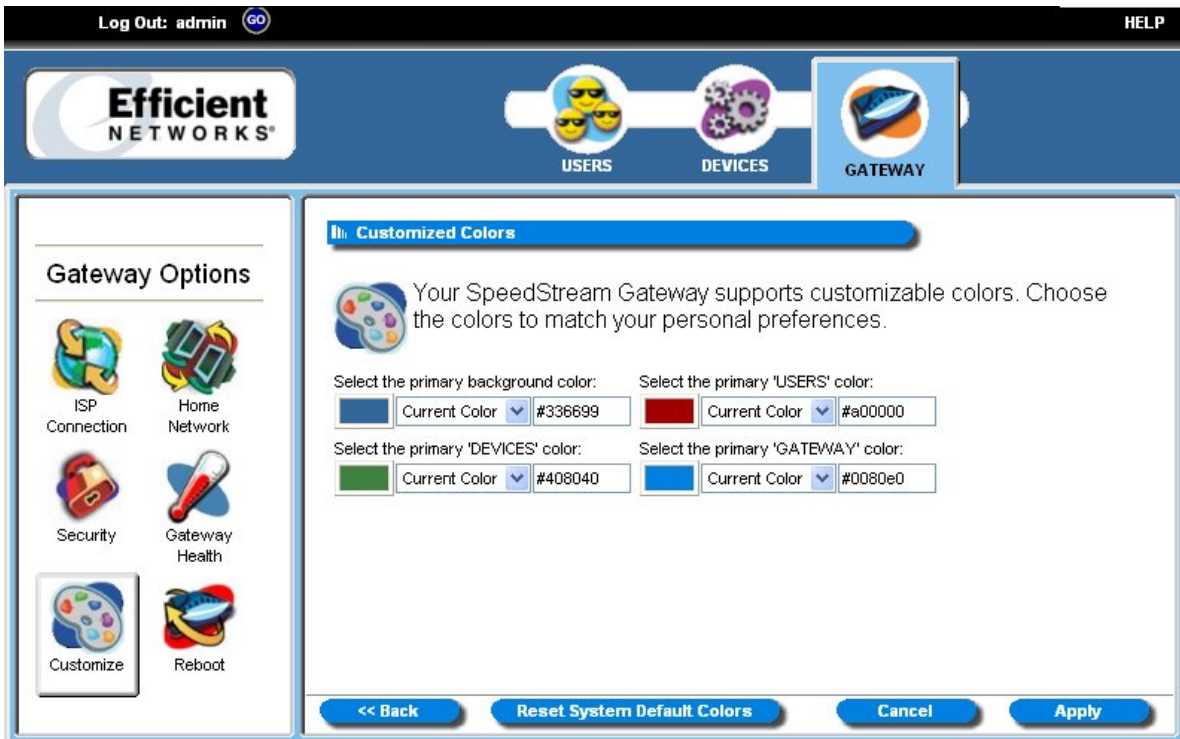 Log Out: admin GO
HELP
Efficient
NETWORKS®
USERS
DEVICES
GATEWAY
Gateway Options
ISP
Connection
Home
Network
Security
Gateway
Health
Customize
Reboot
Customized Colors
Your SpeedStream Gateway supports customizable colors. Choose
the colors to match your personal preferences.
Select the primary background color:
Current Color #336699
Select the primary 'USERS' color:
Current Color #a00000
Select the primary 'DEVICES' color:
Current Color #408040
Select the primary 'GATEWAY' color:
Current Color #0080e0
<< Back
Reset System Default Colors
Cancel
Apply